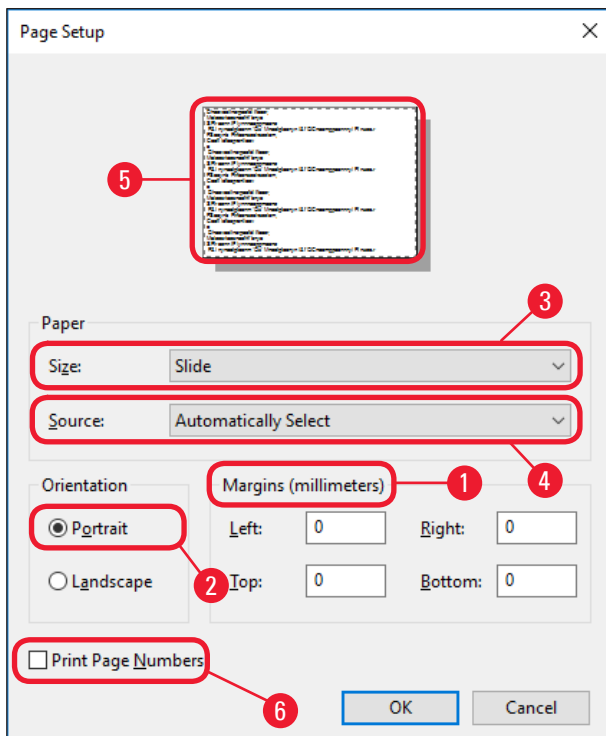 Page Setup
5
3
Paper
Size: Slide
Source: Automatically Select
4
Orientation
Margins (millimeters)
1
Portrait
Left: 0 Right: 0
Landscape
2
Top: 0 Bottom: 0
Print Page Numbers
6
OK Cancel